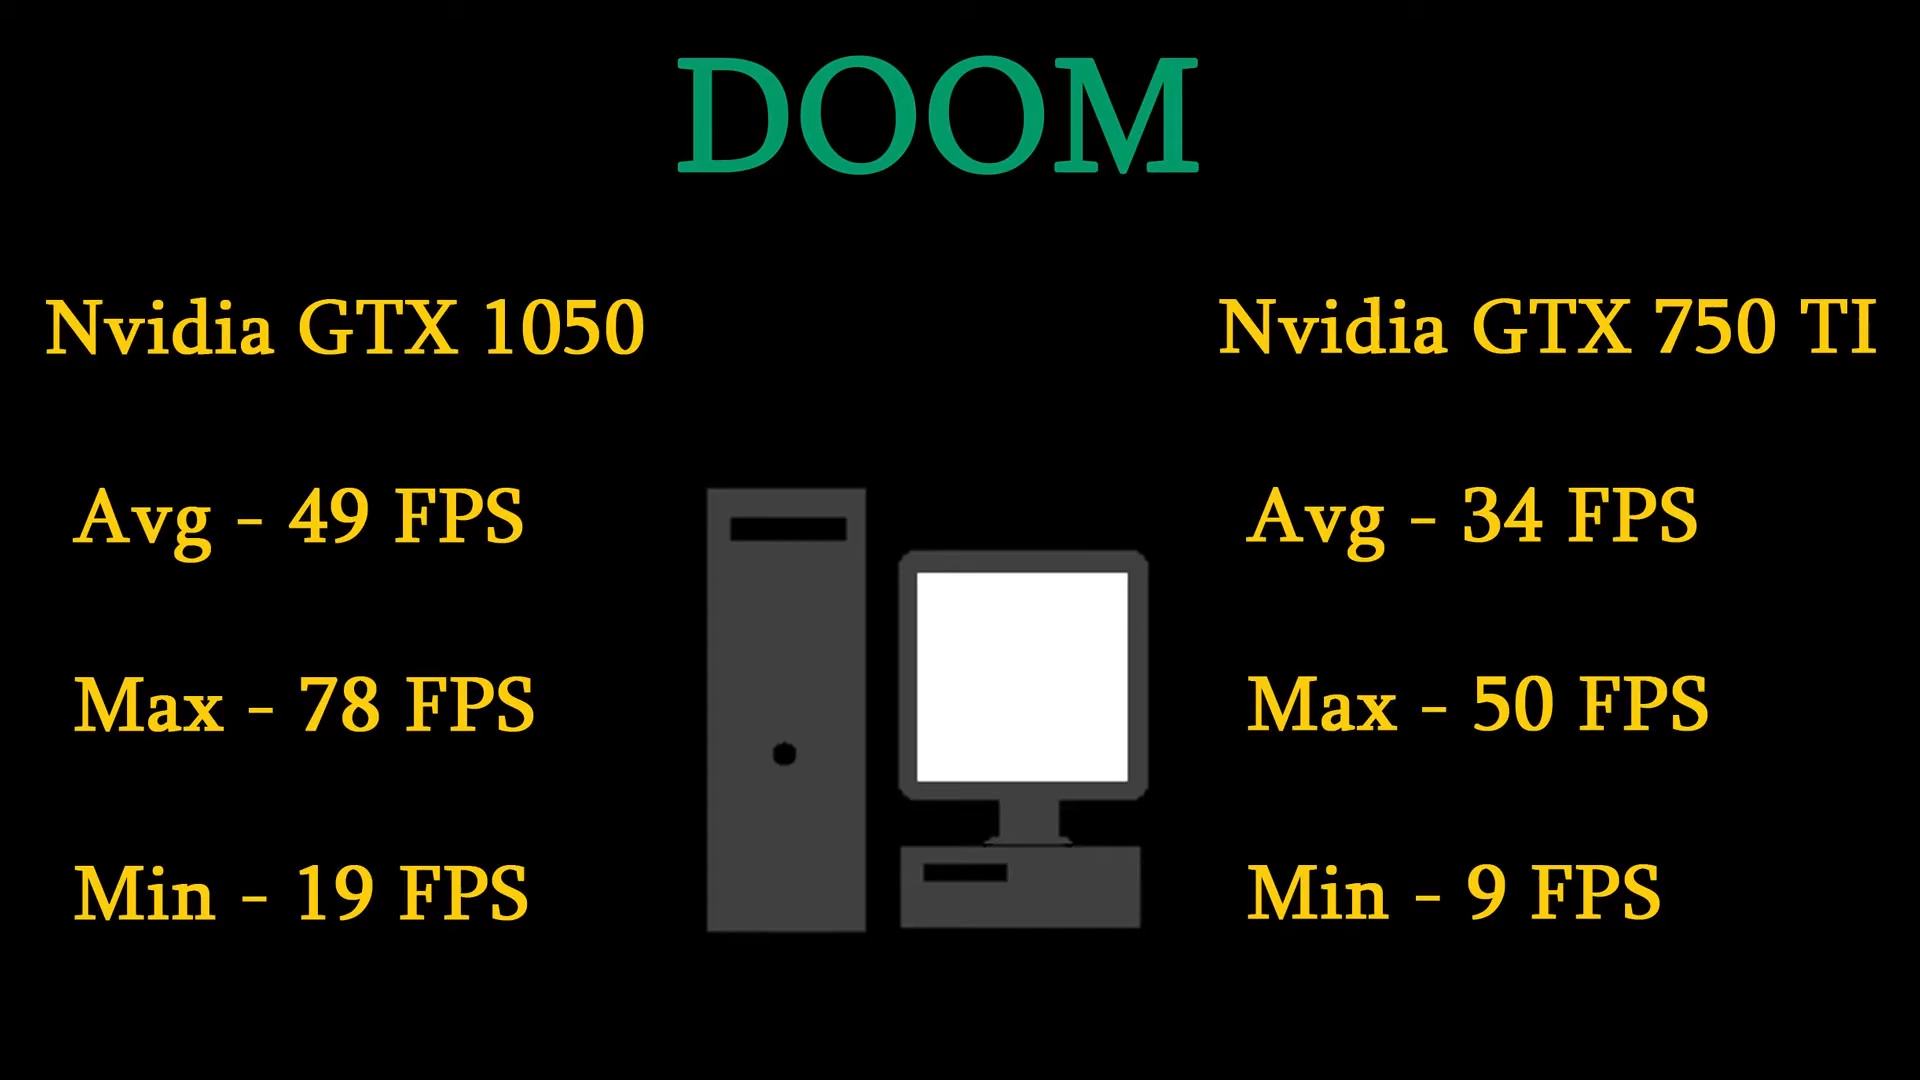 DOOM
Nvidia GTX 1050
Avg - 49 FPS
Max - 78 FPS
Min - 19 FPS
Nvidia GTX 750 TI
Avg - 34 FPS
Max - 50 FPS
Min - 9 FPS